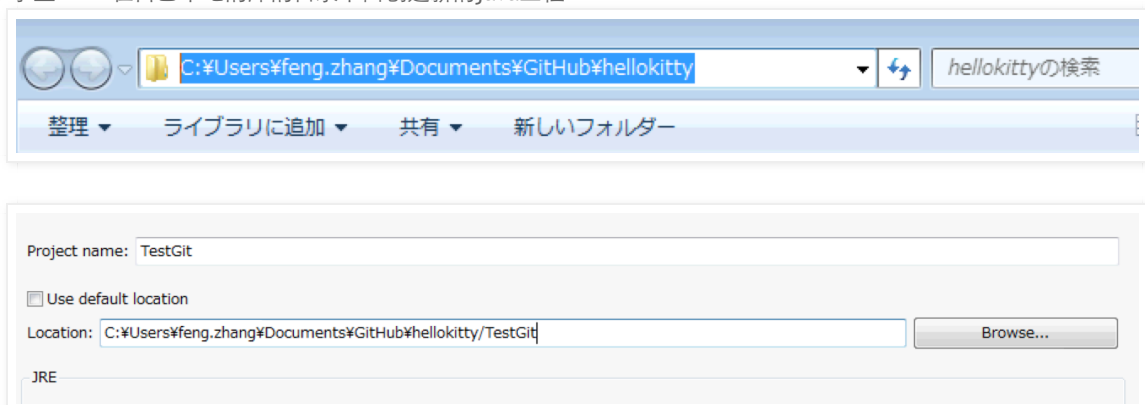 C:¥Users¥feng.zhang¥Documents¥GitHub¥hellokitty
hellokittyの検索
整理 ライブラリに追加 共有 新しいフォルダー
Project name: TestGit
Use default location
Location: C:¥Users¥feng.zhang¥Documents¥GitHub¥hellokitty/TestGit Browse...
JRE